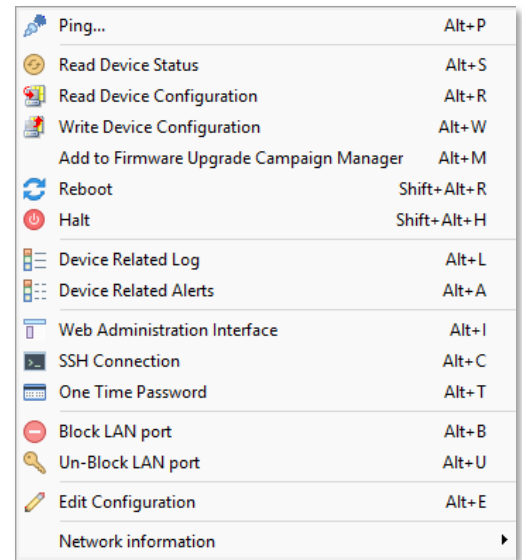 Ping... Alt+P
Read Device Status Alt+S
Read Device Configuration Alt+R
Write Device Configuration Alt+W
Add to Firmware Upgrade Campaign Manager Alt+M
Reboot Shift+Alt+R
Halt Shift+Alt+H
Device Related Log Alt+L
Device Related Alerts Alt+A
Web Administration Interface Alt+I
SSH Connection Alt+C
One Time Password Alt+T
Block LAN port Alt+B
Un-Block LAN port Alt+U
Edit Configuration Alt+E
Network information